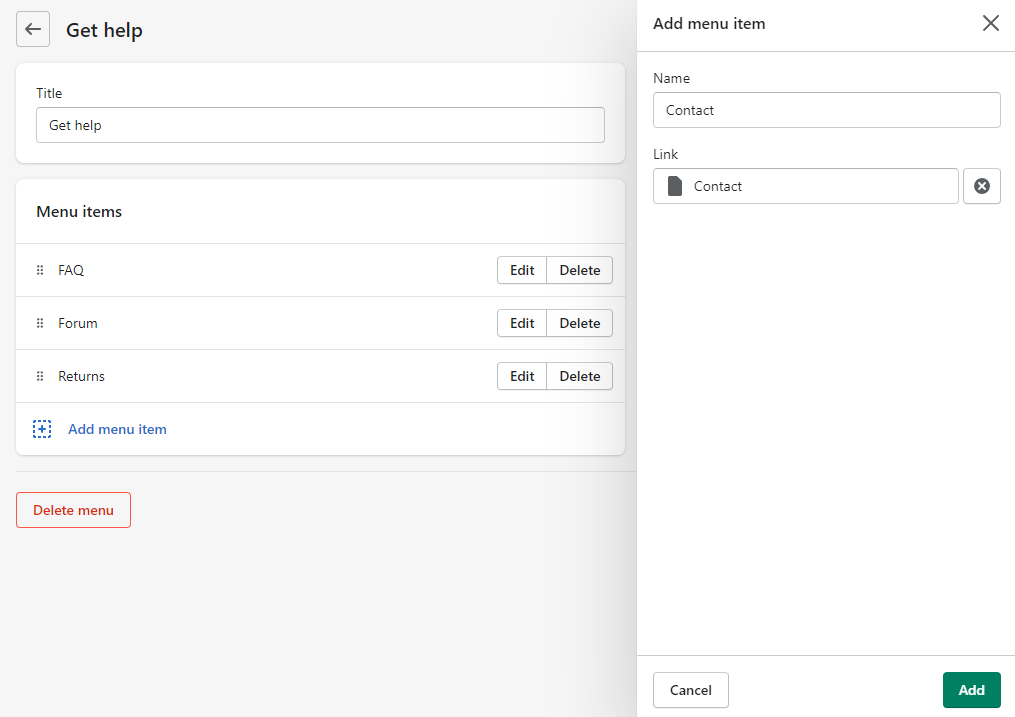 Get help
Title
Get help
Menu items
FAQ
Edit
Delete
Forum
Edit
Delete
Returns
Edit
Delete
Add menu item
Delete menu
Add menu item
Name
Contact
Link
Contact
Cancel
Add